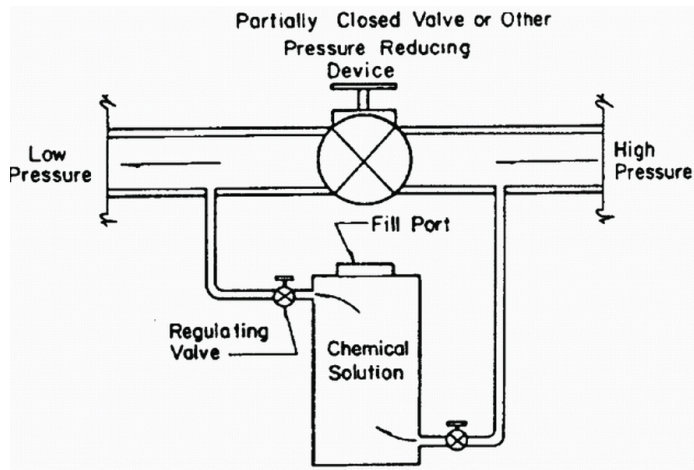 Partially Closed Valve or Other
Pressure Reducing
Device
Low
Pressure
High
Pressure
Fill Port
Regulating
Valve
Chemical
Solution